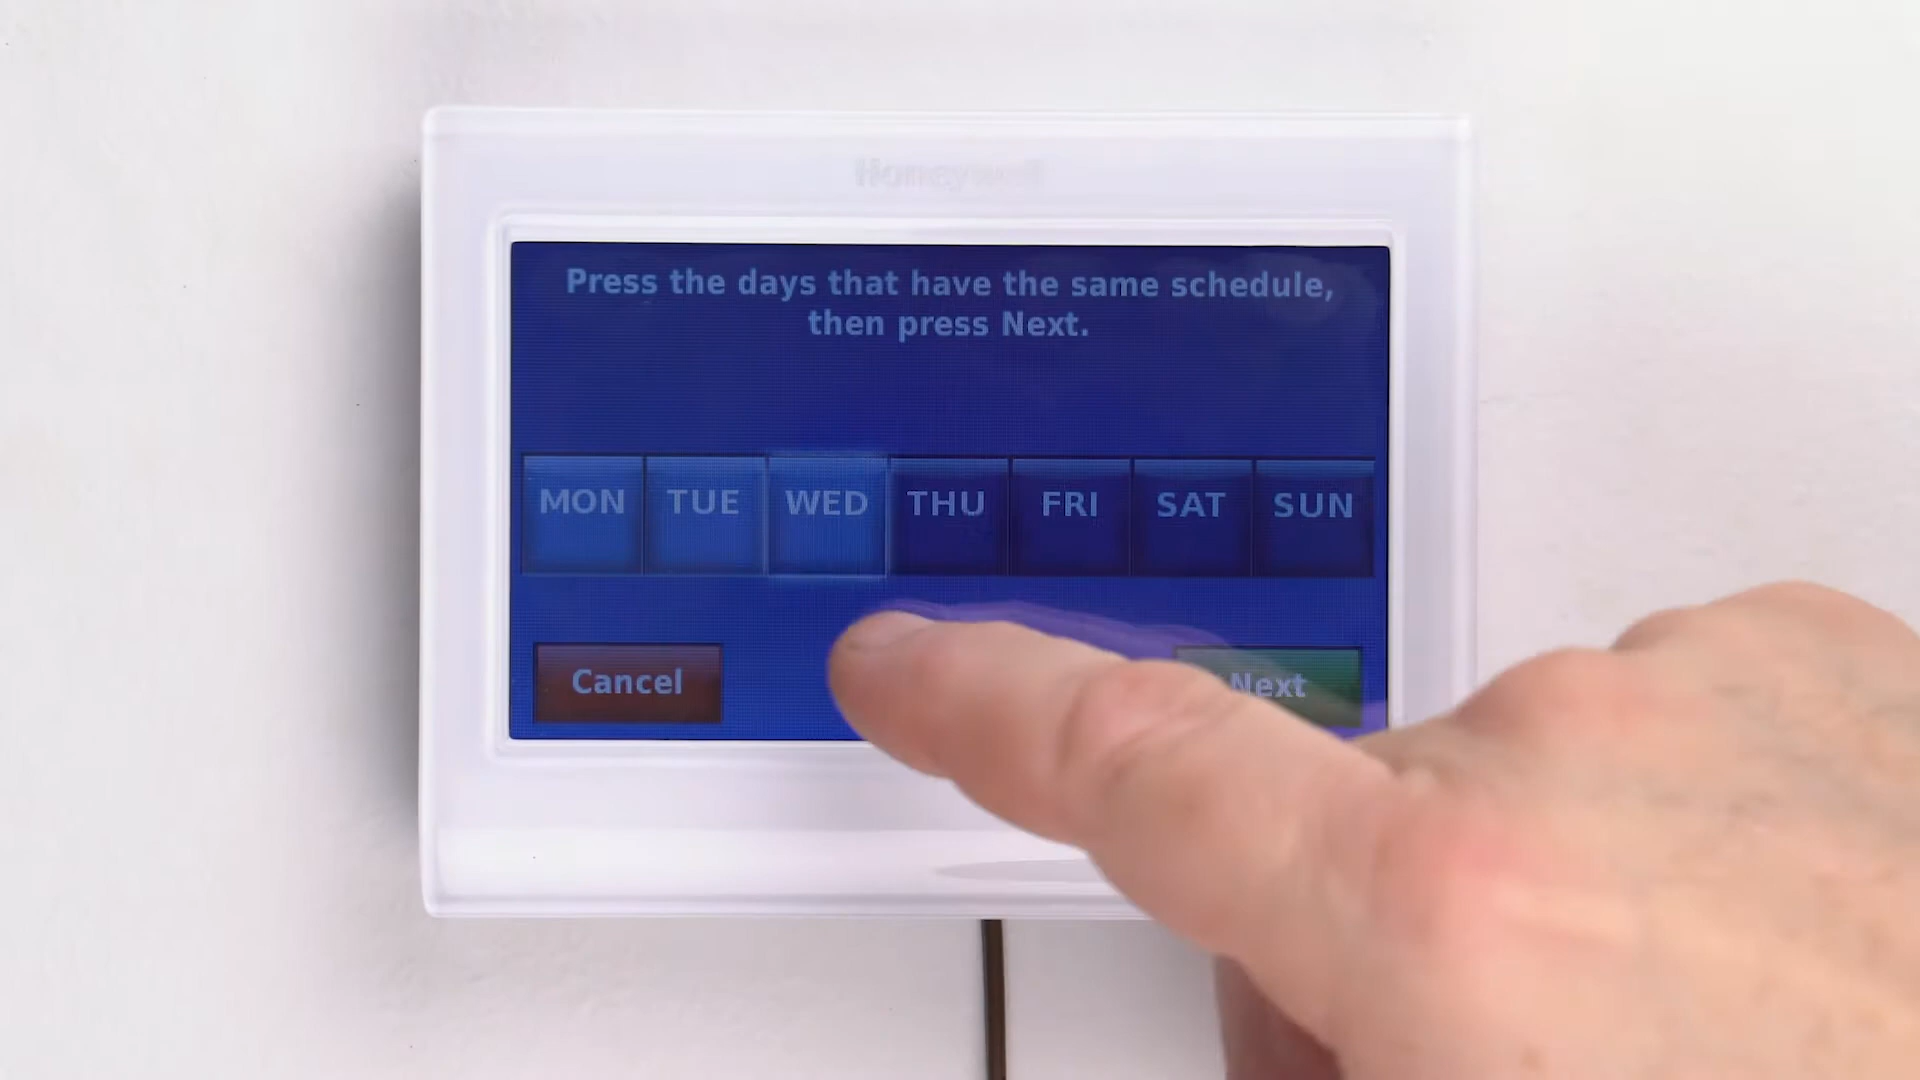 Honeywell
Press the days that have the same schedule,
then press Next.
MON TUE WED THU FRI SAT SUN
Cancel Next